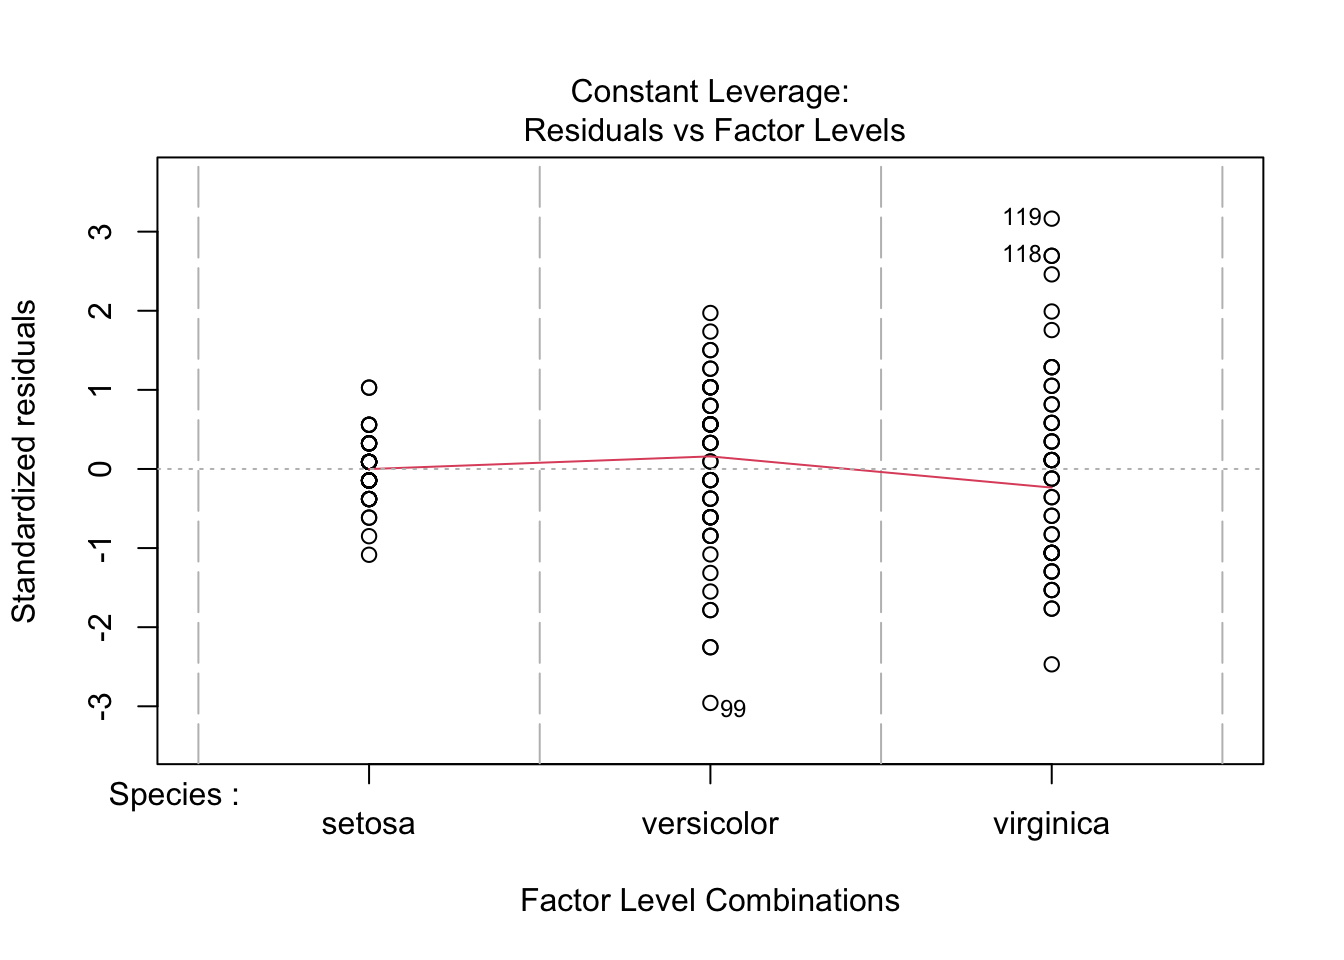 Constant Leverage:
Residuals vs Factor Levels
Standardized residuals
3
2
1
0
-1
-2
-3
119
118
99
Species :
setosa
versicolor
virginica
Factor Level Combinations